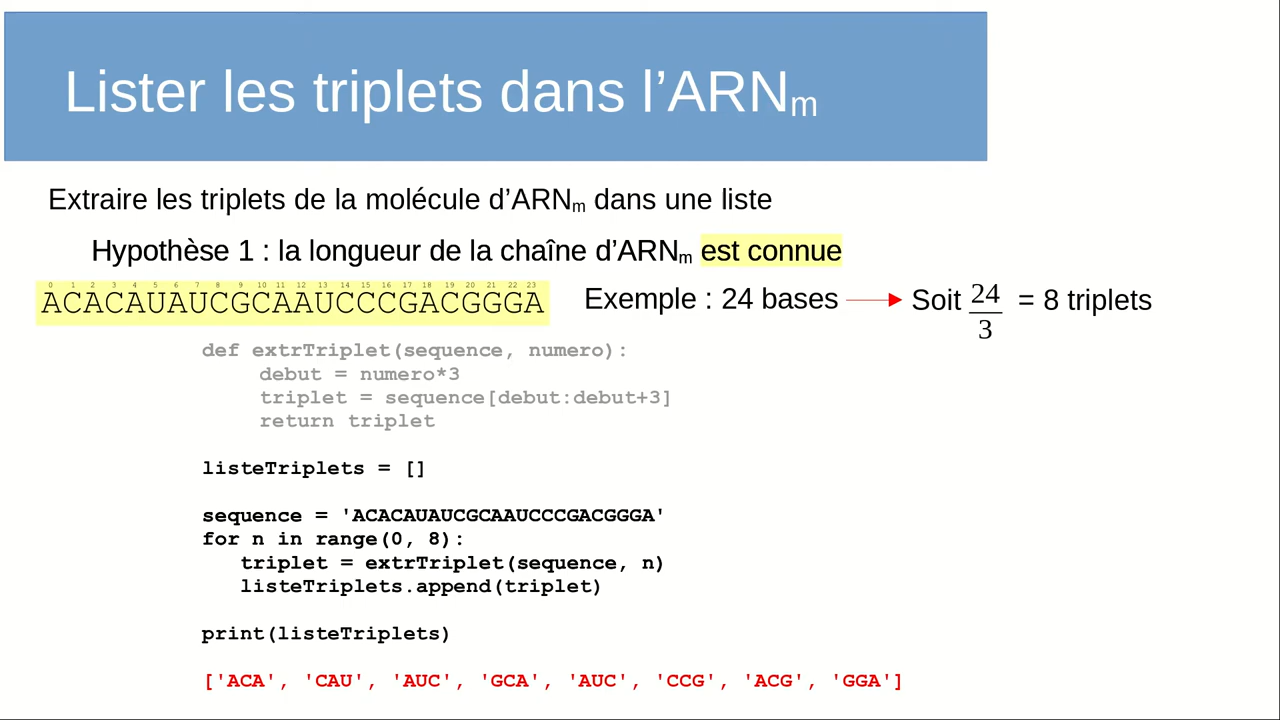 Lister les triplets dans l’ARNm
Extraire les triplets de la molécule d’ARNm dans une liste
Hypothèse 1 : la longueur de la chaîne d’ARNm est connue
0 1 2 3 4 5 6 7 8 9 10 11 12 13 14 15 16 17 18 19 20 21 22 23
ACACAUAUCGCAAUCCCGACGGGA
Exemple : 24 bases
Soit 24/3 = 8 triplets
def extrTriplet(sequence, numero):
debut = numero*3
triplet = sequence[debut:debut+3]
return triplet
listeTriplets = []
sequence = 'ACACAUAUCGCAAUCCCGACGGGA'
for n in range(0, 8):
triplet = extrTriplet(sequence, n)
listeTriplets.append(triplet)
print(listeTriplets)
['ACA', 'CAU', 'AUC', 'GCA', 'AUC', 'CCG', 'ACG', 'GGA']